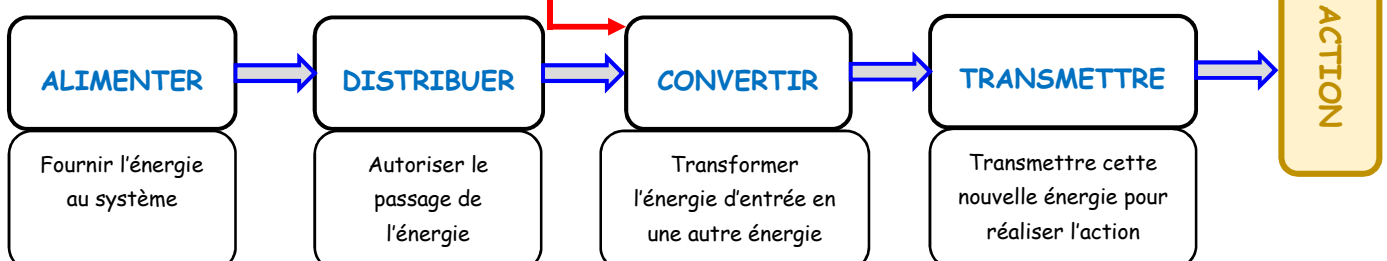 ALIMENTER
DISTRIBUER
CONVERTIR
TRANSMETTRE
ACTION
Fournir l’énergie
au système
Autoriser le
passage de
l’énergie
Transformer
l’énergie d’entrée en
une autre énergie
Transmettre cette
nouvelle énergie pour
réaliser l’action